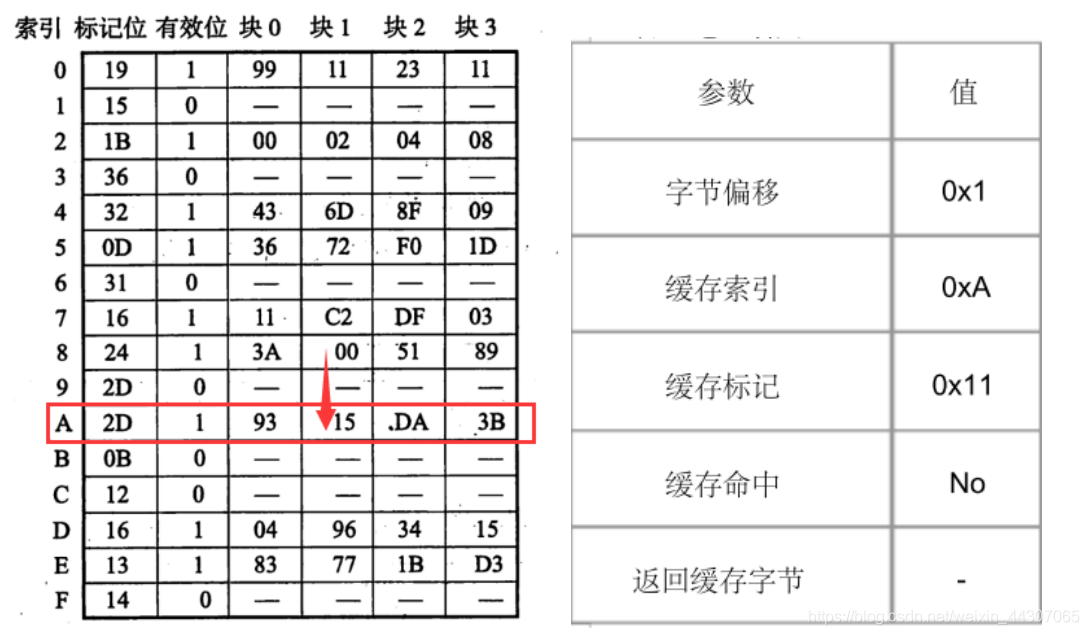 索引 标记位 有效位 块 0 块 1 块 2 块 3
0 19 1 99 11 23 11
1 15 0 — — — —
2 1B 1 00 02 04 08
3 36 0 — — — —
4 32 1 43 6D 8F 09
5 0D 1 36 72 F0 1D
6 31 0 — — — —
7 16 1 11 C2 DF 03
8 24 1 3A 00 51 89
9 2D 0 — — — —
A 2D 1 93 15 DA 3B
B 0B 0 — — — —
C 12 0 — — — —
D 16 1 04 96 34 15
E 13 1 83 77 1B D3
F 14 0 — — — —
参数 值
字节偏移 0x1
缓存索引 0xA
缓存标记 0x11
缓存命中 No
返回缓存字节 -
https://blog.csdn.net/weixin_44307065